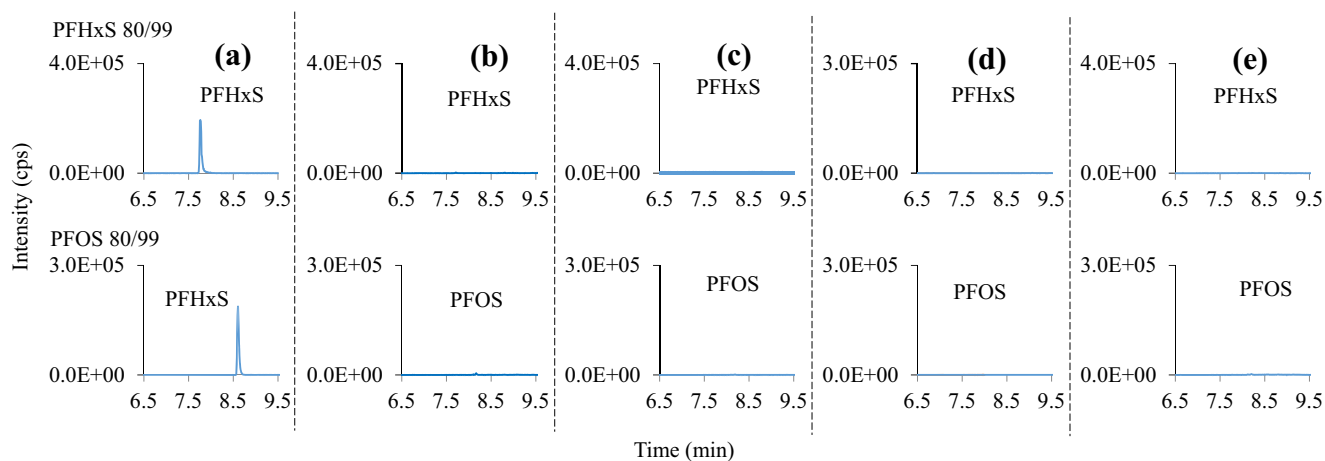 PFHxS 80/99
(a) (b) (c) (d) (e)
4.0E+05 4.0E+05 4.0E+05 3.0E+05 4.0E+05
PFHxS PFHxS PFHxS PFHxS PFHxS
0.0E+00 0.0E+00 0.0E+00 0.0E+00 0.0E+00
6.5 7.5 8.5 9.5 6.5 7.5 8.5 9.5 6.5 7.5 8.5 9.5 6.5 7.5 8.5 9.5 6.5 7.5 8.5 9.5
Intensity (cps)
PFOS 80/99
3.0E+05 3.0E+05 3.0E+05 3.0E+05 3.0E+05
PFHxS PFOS PFOS PFOS PFOS
0.0E+00 0.0E+00 0.0E+00 0.0E+00 0.0E+00
6.5 7.5 8.5 9.5 6.5 7.5 8.5 9.5 6.5 7.5 8.5 9.5 6.5 7.5 8.5 9.5 6.5 7.5 8.5 9.5
Time (min)